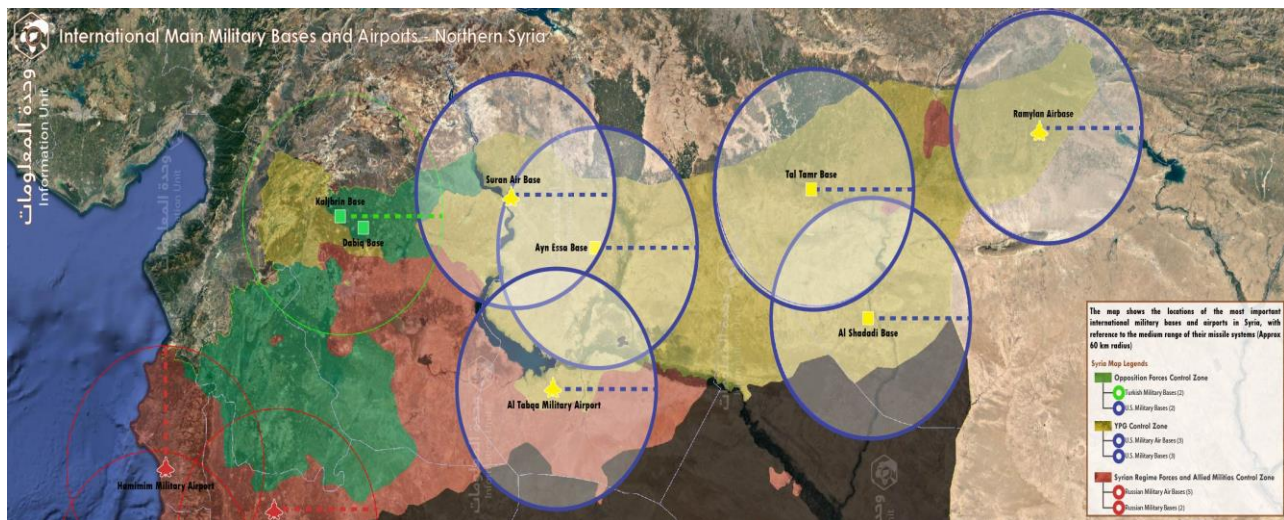 International Main Military Bases and Airports - Northern Syria
وحدة المعلومات
Information Unit
Ramylan Airbase
Suran Air Base
Tal Tamr Base
Kaljbrin Base
Dabiq Base
Ayn Essa Base
Al Shadadi Base
Al Tabqa Military Airport
Hamimim Military Airport
The map shows the locations of the most important
international military bases and airports in Syria, with
reference to the medium range of their missile systems (Approx
60 km radius)
Syria Map Legends
Opposition Forces Control Zone
Turkish Military Bases (2)
U.S. Military Bases (2)
YPG Control Zone
U.S. Military Air Bases (3)
U.S. Military Bases (3)
Syrian Regime Forces and Allied Militias Control Zone
Russian Military Air Bases (5)
Russian Military Bases (2)